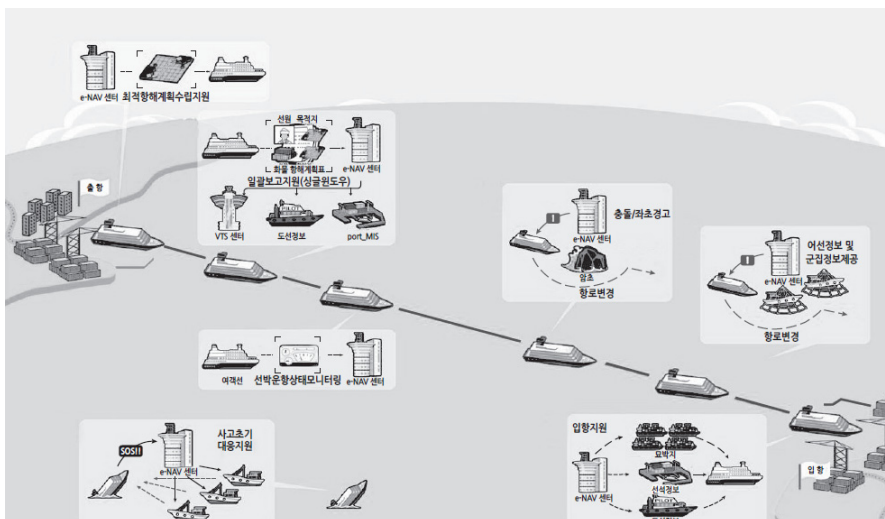 e-NAV 센터 최적항해계획수립지원
선원 목적지
화물 항해계획표
e-NAV 센터
일괄보고지원(싱글윈도우)
VTS 센터
도선정보
port_MIS
출 항
충돌/좌초경고
e-NAV 센터
암초
항로변경
어선정보 및
군집정보제공
e-NAV 센터
항로변경
여객선
선박운항상태모니터링
e-NAV 센터
사고초기
대응지원
SOS!!
e-NAV 센터
입항지원
묘박지
e-NAV 센터
선석정보
입 항